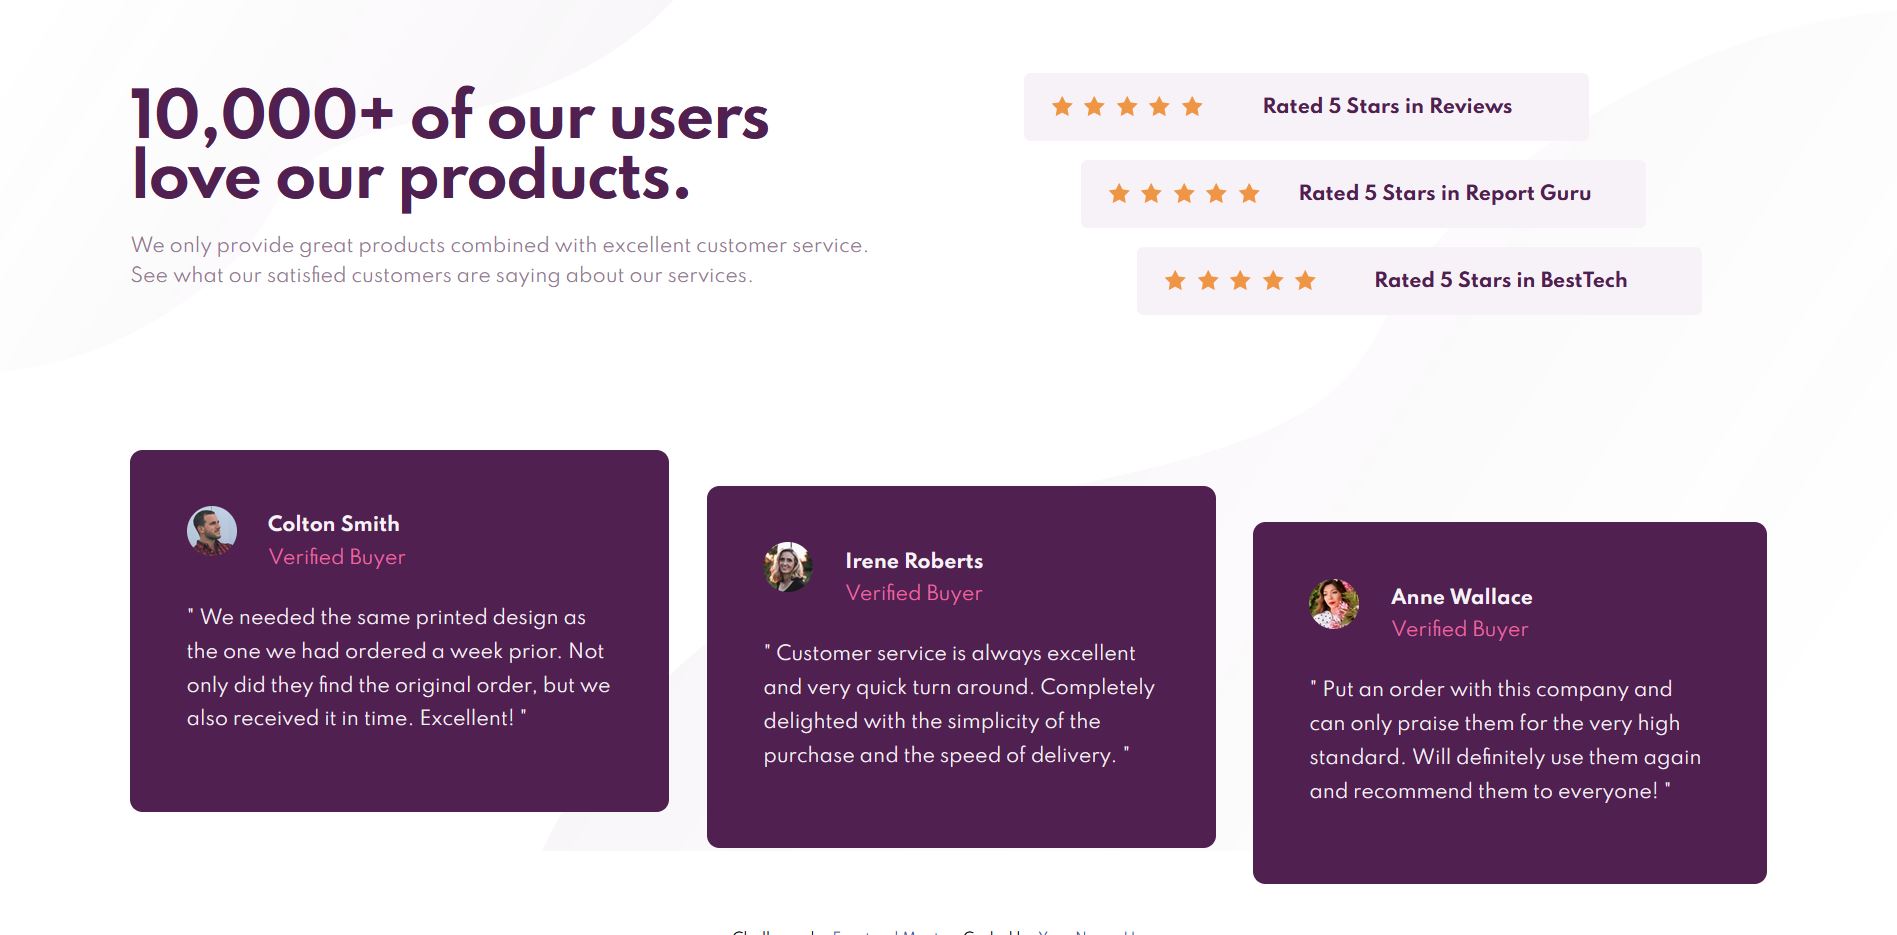 10,000+ of our users
love our products.
We only provide great products combined with excellent customer service.
See what our satisfied customers are saying about our services.
Rated 5 Stars in Reviews
Rated 5 Stars in Report Guru
Rated 5 Stars in BestTech
Colton Smith
Verified Buyer
" We needed the same printed design as
the one we had ordered a week prior. Not
only did they find the original order, but we
also received it in time. Excellent! "
Irene Roberts
Verified Buyer
" Customer service is always excellent
and very quick turn around. Completely
delighted with the simplicity of the
purchase and the speed of delivery. "
Anne Wallace
Verified Buyer
" Put an order with this company and
can only praise them for the very high
standard. Will definitely use them again
and recommend them to everyone! "